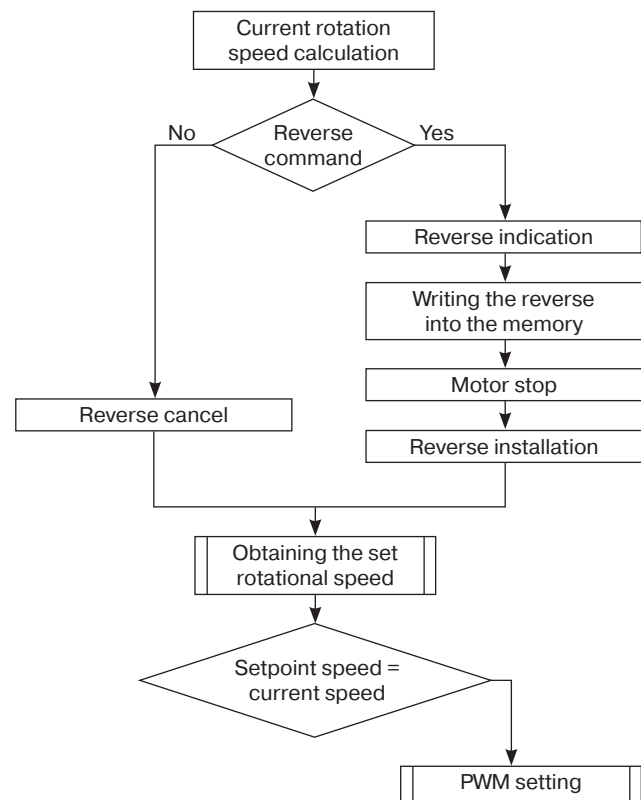 Current rotation
speed calculation
No
Reverse
command
Yes
Reverse indication
Writing the reverse
into the memory
Motor stop
Reverse cancel
Reverse installation
Obtaining the set
rotational speed
Setpoint speed =
current speed
PWM setting